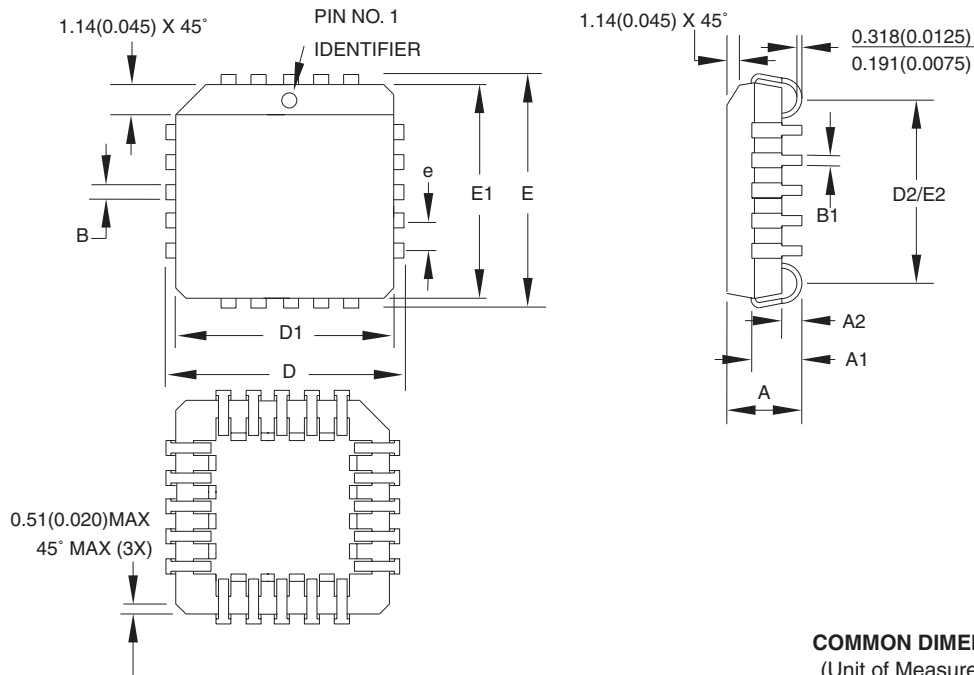 1.14(0.045) X 45˚
PIN NO. 1
IDENTIFIER
1.14(0.045) X 45˚
0.318(0.0125)
0.191(0.0075)
e
E1
E
B
B1
D2/E2
D1
D
A2
A1
A
0.51(0.020)MAX
45˚ MAX (3X)
COMMON DIME
(Unit of Measure